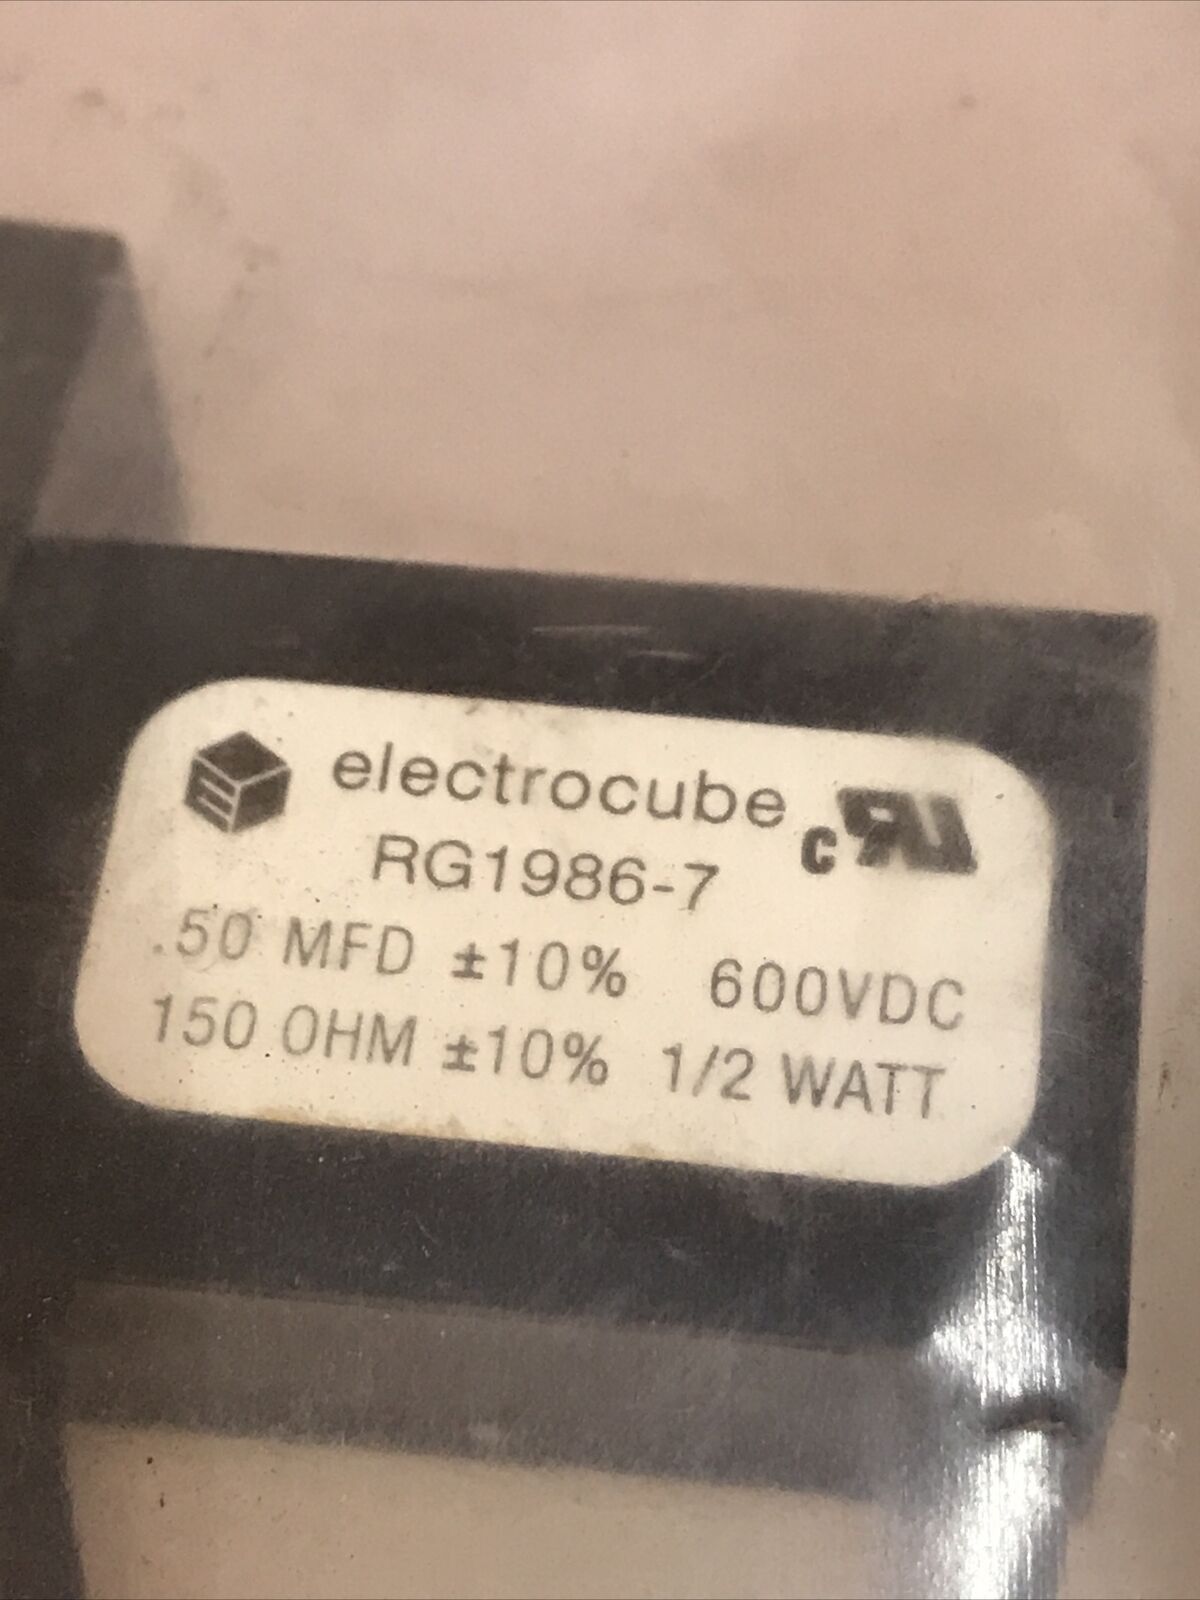 electrocube
RG1986-7
.50 MFD ±10% 600VDC
150 OHM ±10% 1/2 WATT